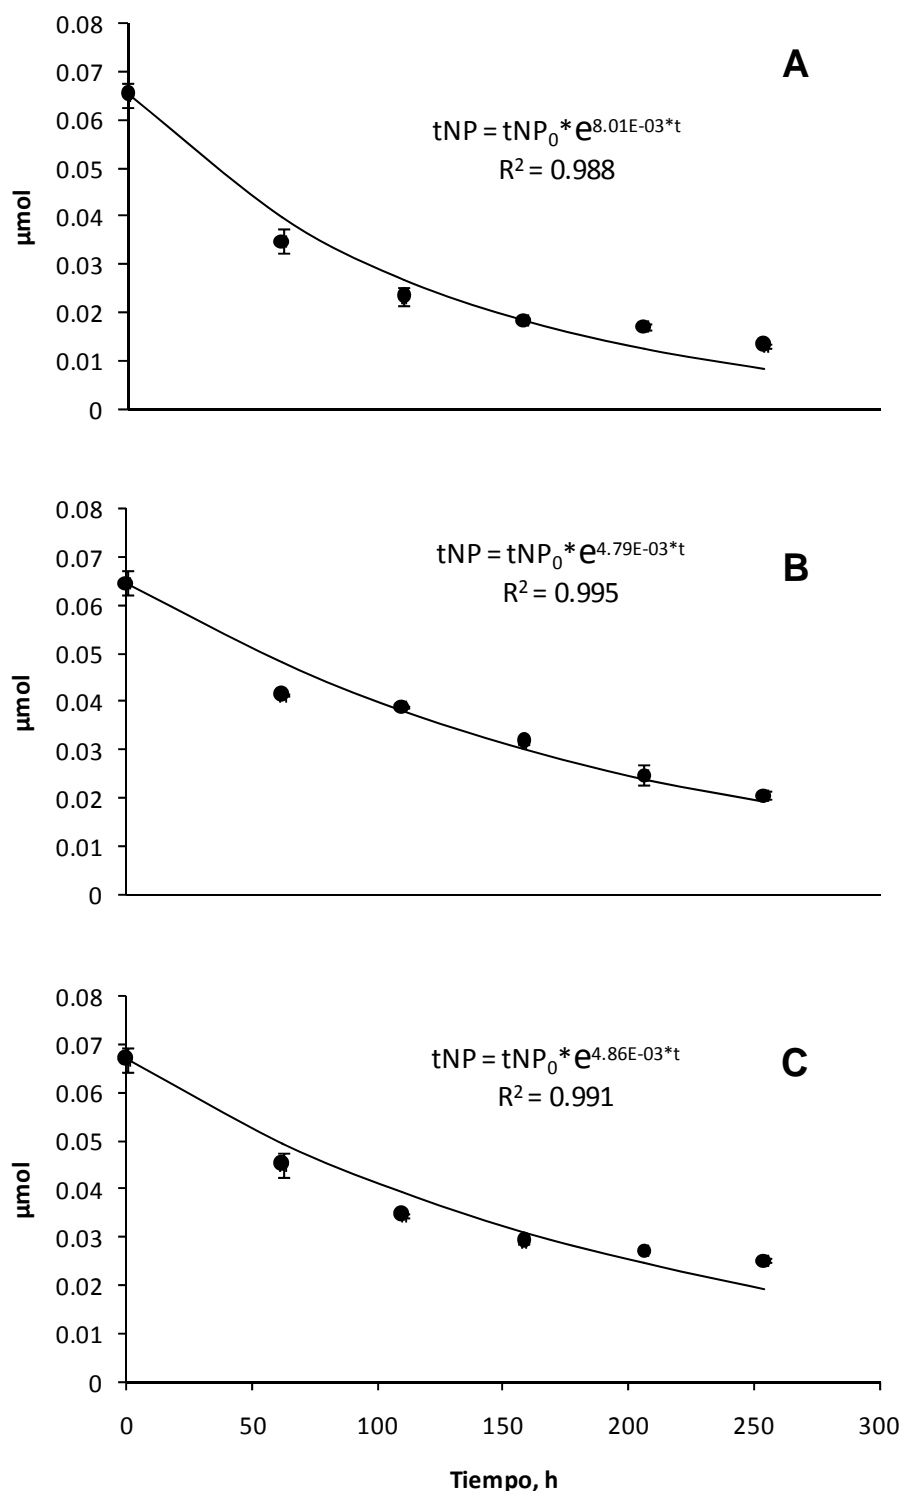 0.08
0.07
0.06
0.05
0.04
0.03
0.02
0.01
0
µmol
A
tNP = tNP₀*e^8.01E-03*t
R² = 0.988
0.08
0.07
0.06
0.05
0.04
0.03
0.02
0.01
0
µmol
B
tNP = tNP₀*e^4.79E-03*t
R² = 0.995
0.08
0.07
0.06
0.05
0.04
0.03
0.02
0.01
0
µmol
C
tNP = tNP₀*e^4.86E-03*t
R² = 0.991
0 50 100 150 200 250 300
Tiempo, h